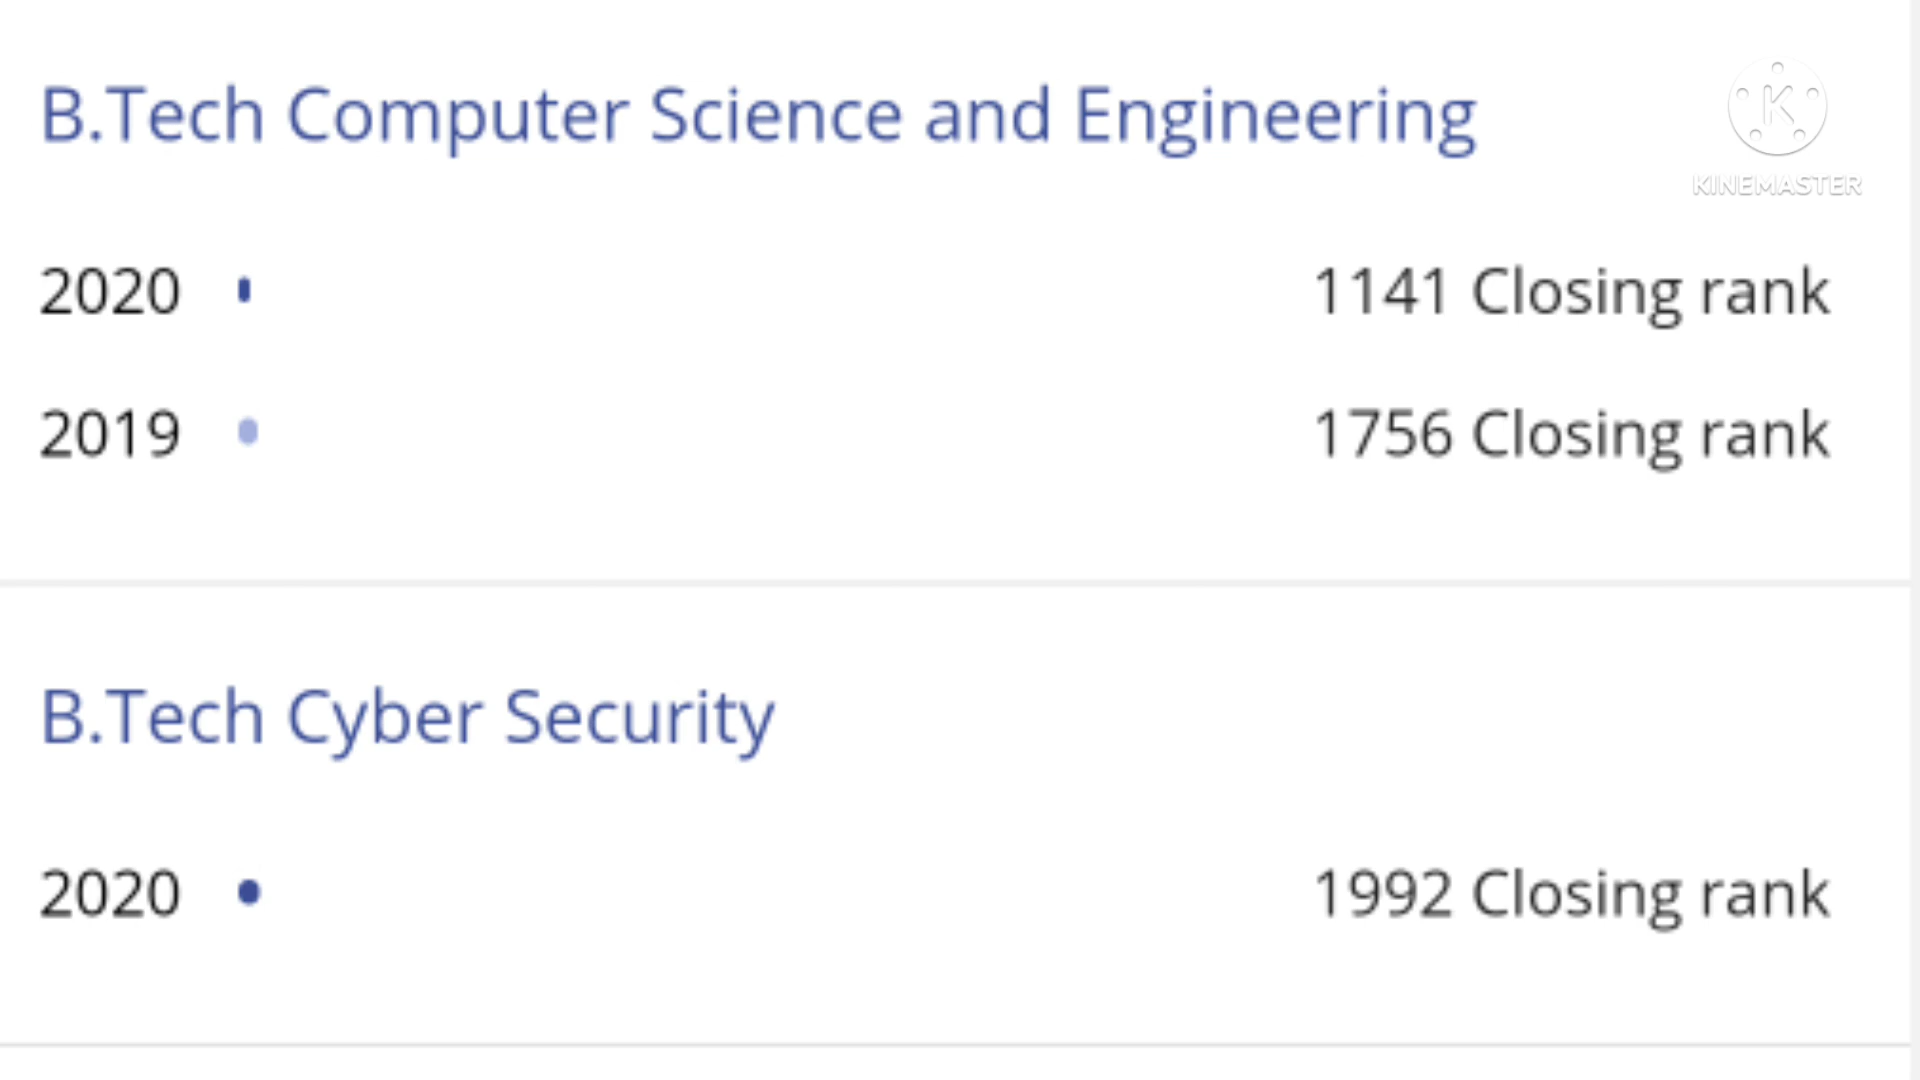 B.Tech Computer Science and Engineering
K
KINEMASTER
2020 1141 Closing rank
2019 1756 Closing rank
B.Tech Cyber Security
2020 1992 Closing rank